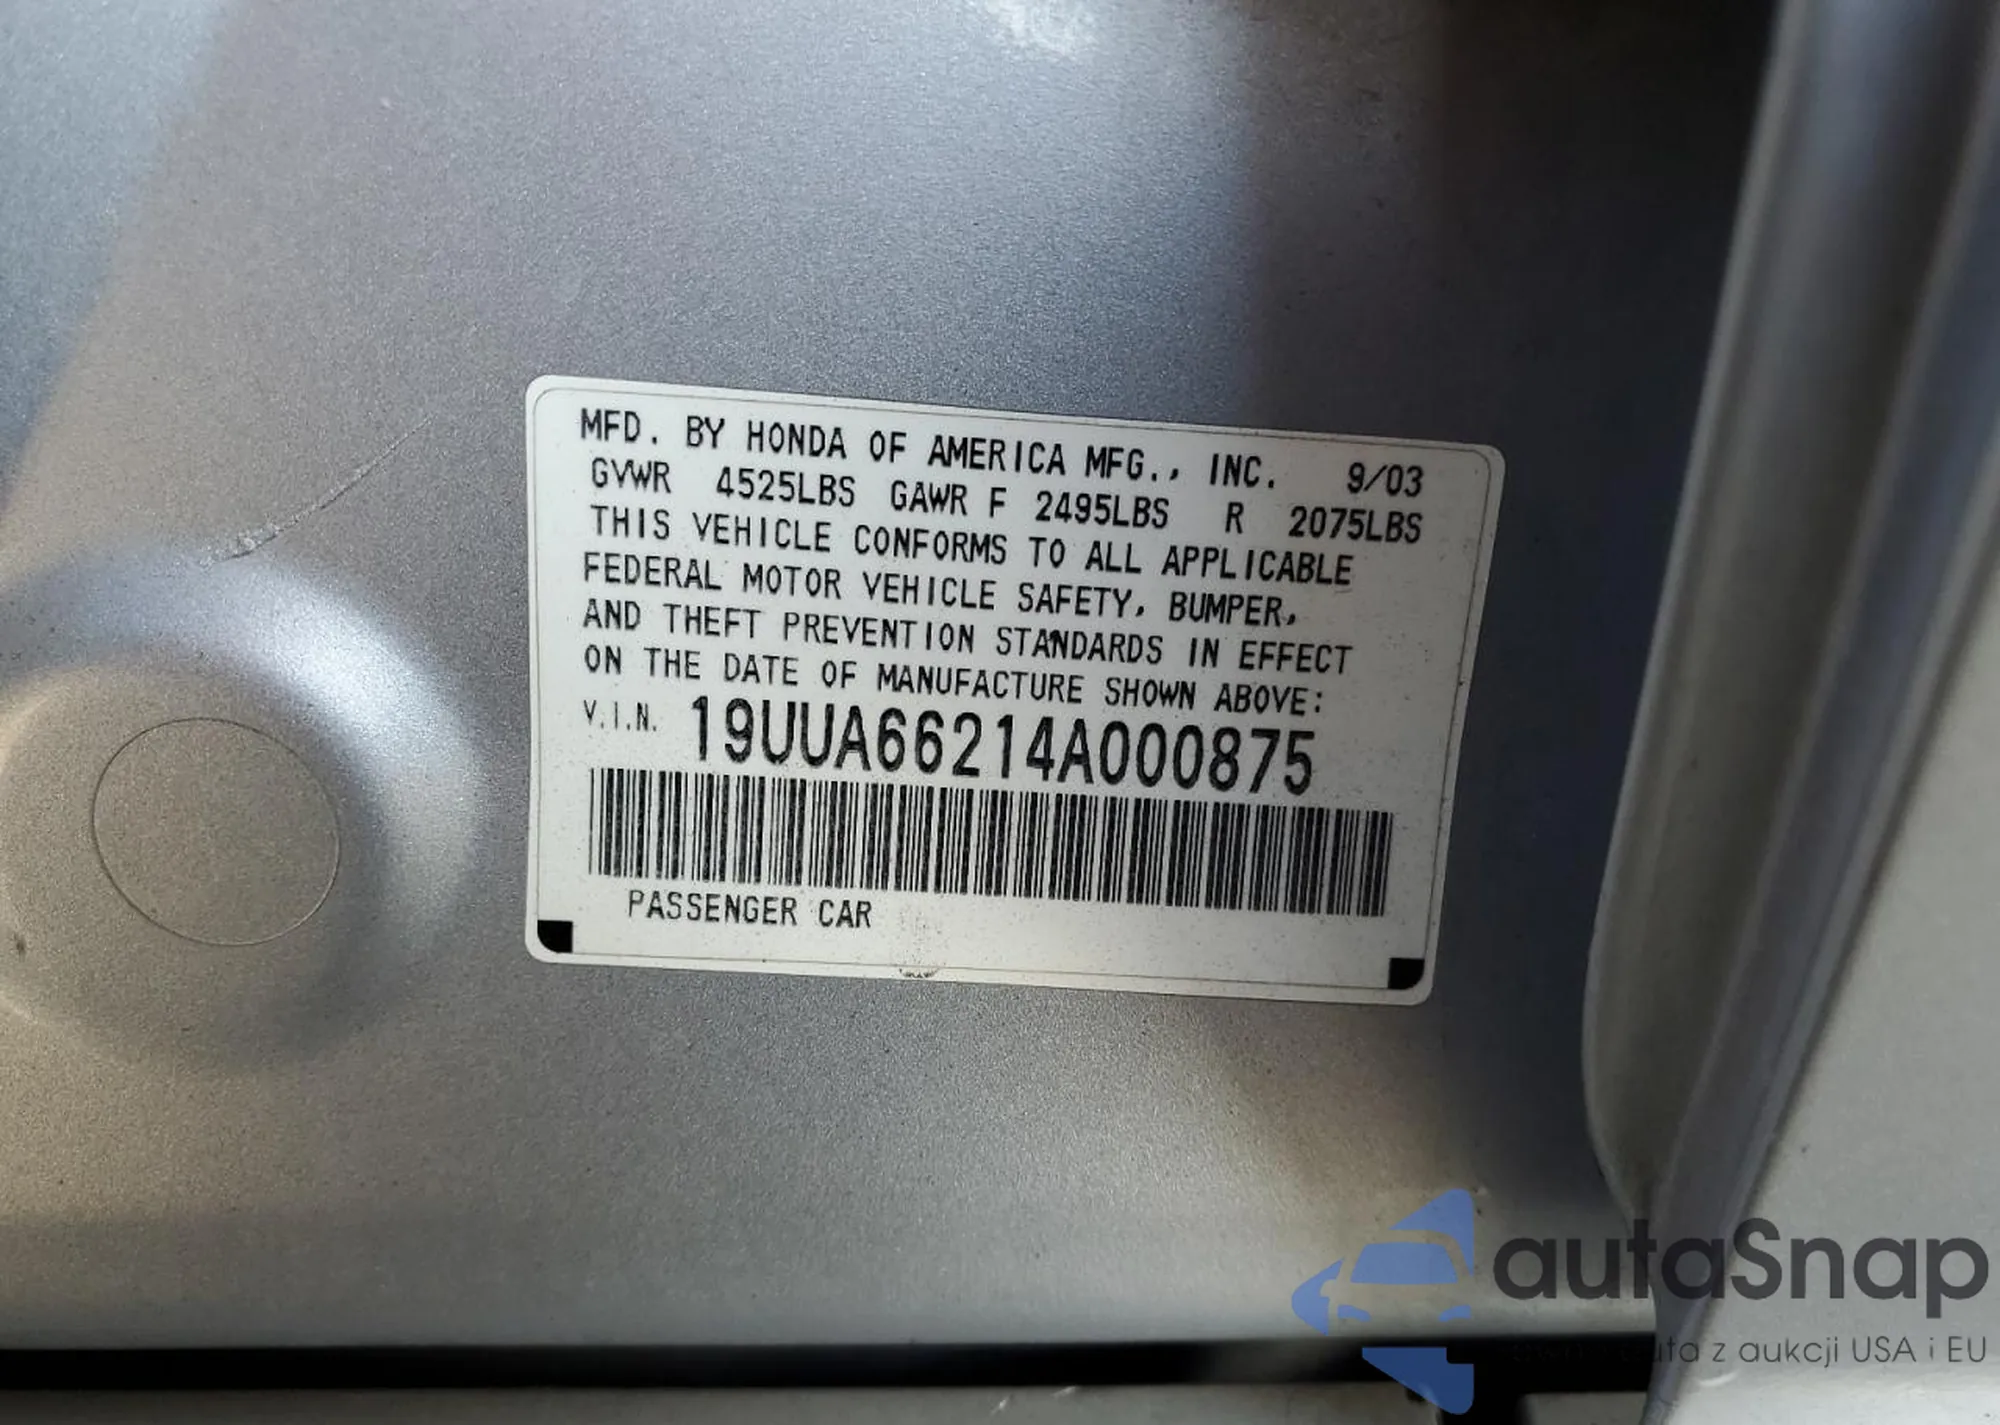 MFD. BY HONDA OF AMERICA MFG., INC. 9/03
GVWR 4525LBS GAWR F 2495LBS R 2075LBS
THIS VEHICLE CONFORMS TO ALL APPLICABLE
FEDERAL MOTOR VEHICLE SAFETY, BUMPER,
AND THEFT PREVENTION STANDARDS IN EFFECT
ON THE DATE OF MANUFACTURE SHOWN ABOVE:
V.I.N. 19UUA66214A000875
PASSENGER CAR
autaSnap
auta z aukcji USA i EU